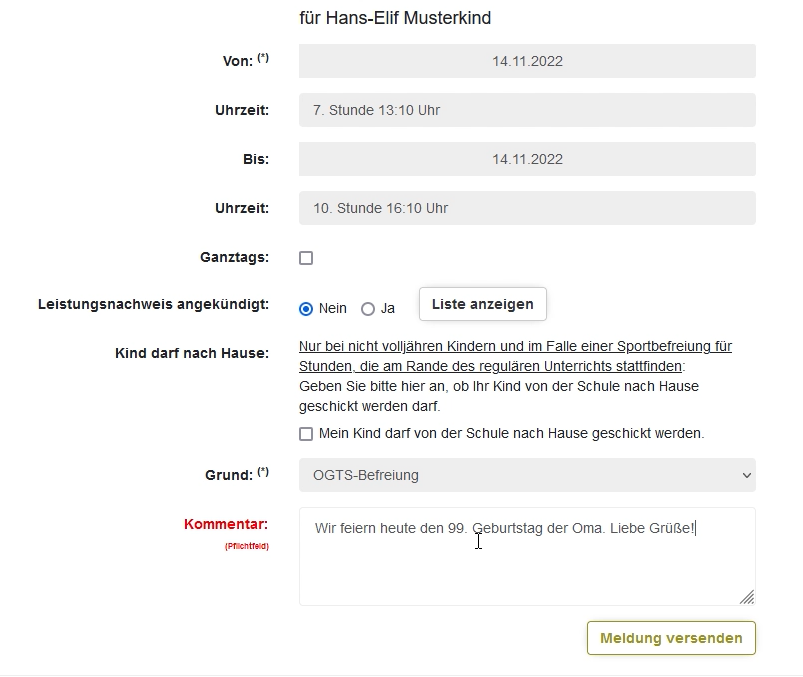 für Hans-Elif Musterkind
Von: (*) 14.11.2022
Uhrzeit: 7. Stunde 13:10 Uhr
Bis: 14.11.2022
Uhrzeit: 10. Stunde 16:10 Uhr
Ganztags:
Leistungsnachweis angekündigt: Nein Ja Liste anzeigen
Kind darf nach Hause: Nur bei nicht volljähren Kindern und im Falle einer Sportbefreiung für
Stunden, die am Rande des regulären Unterrichts stattfinden:
Geben Sie bitte hier an, ob Ihr Kind von der Schule nach Hause
geschickt werden darf.
Mein Kind darf von der Schule nach Hause geschickt werden.
Grund: (*) OGTS-Befreiung
Kommentar: Wir feiern heute den 99. Geburtstag der Oma. Liebe Grüße!
(Pflichtfeld)
Meldung versenden